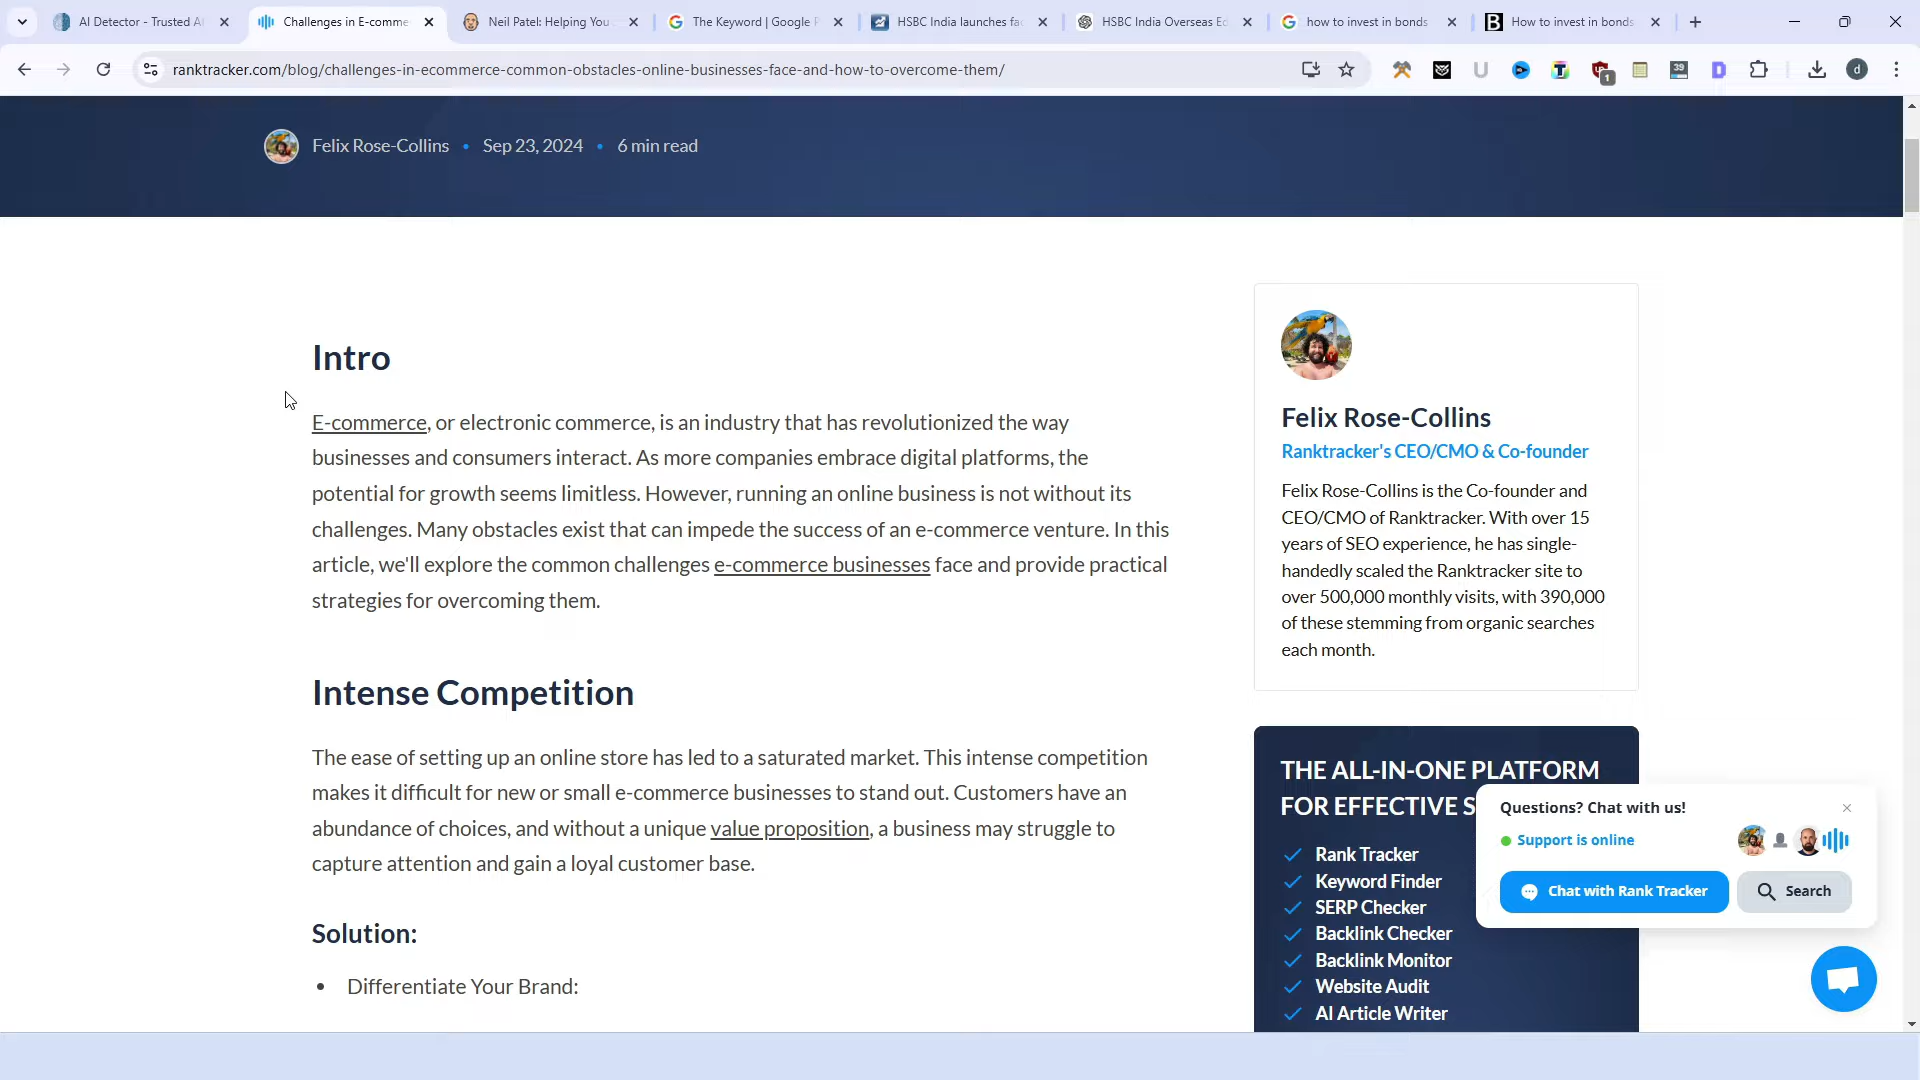 AI Detector - Trusted AI
Challenges in E-comme
Neil Patel: Helping You
The Keyword | Google P
HSBC India launches fa
HSBC India Overseas Ed
how to invest in bonds
How to invest in bonds
ranktracker.com/blog/challenges-in-ecommerce-common-obstacles-online-businesses-face-and-how-to-overcome-them/
1
39
d
Felix Rose-Collins • Sep 23, 2024 • 6 min read
Intro
E-commerce, or electronic commerce, is an industry that has revolutionized the way
businesses and consumers interact. As more companies embrace digital platforms, the
potential for growth seems limitless. However, running an online business is not without its
challenges. Many obstacles exist that can impede the success of an e-commerce venture. In this
article, we'll explore the common challenges e-commerce businesses face and provide practical
strategies for overcoming them.
Intense Competition
The ease of setting up an online store has led to a saturated market. This intense competition
makes it difficult for new or small e-commerce businesses to stand out. Customers have an
abundance of choices, and without a unique value proposition, a business may struggle to
capture attention and gain a loyal customer base.
Solution:
• Differentiate Your Brand:
Felix Rose-Collins
Ranktracker's CEO/CMO & Co-founder
Felix Rose-Collins is the Co-founder and
CEO/CMO of Ranktracker. With over 15
years of SEO experience, he has single-
handedly scaled the Ranktracker site to
over 500,000 monthly visits, with 390,000
of these stemming from organic searches
each month.
THE ALL-IN-ONE PLATFORM
FOR EFFECTIVE S
Rank Tracker
Keyword Finder
SERP Checker
Backlink Checker
Backlink Monitor
Website Audit
AI Article Writer
Questions? Chat with us!
Support is online
Chat with Rank Tracker
Search